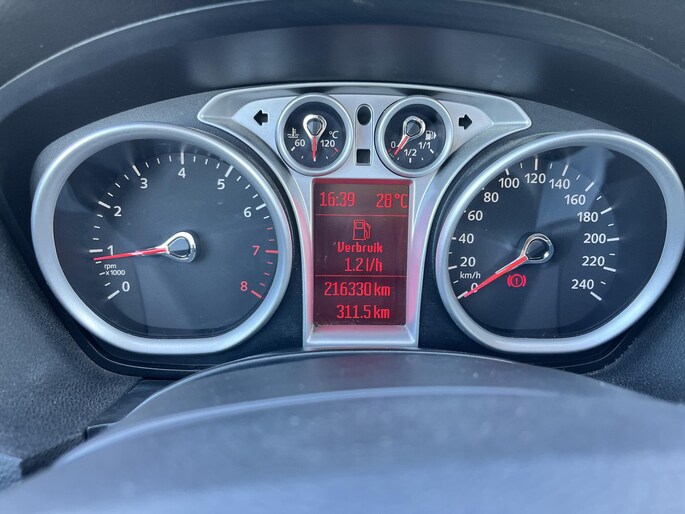 60 120 °C
0 1/2 1/1
0 1 2 3 4 5 6 7 8
rpm
x1000
16:39 28°C
Verbruik
1.2 l/h
216330 km
311.5 km
0 20 40 60 80 100 120 140 160 180 200 220 240
km/h